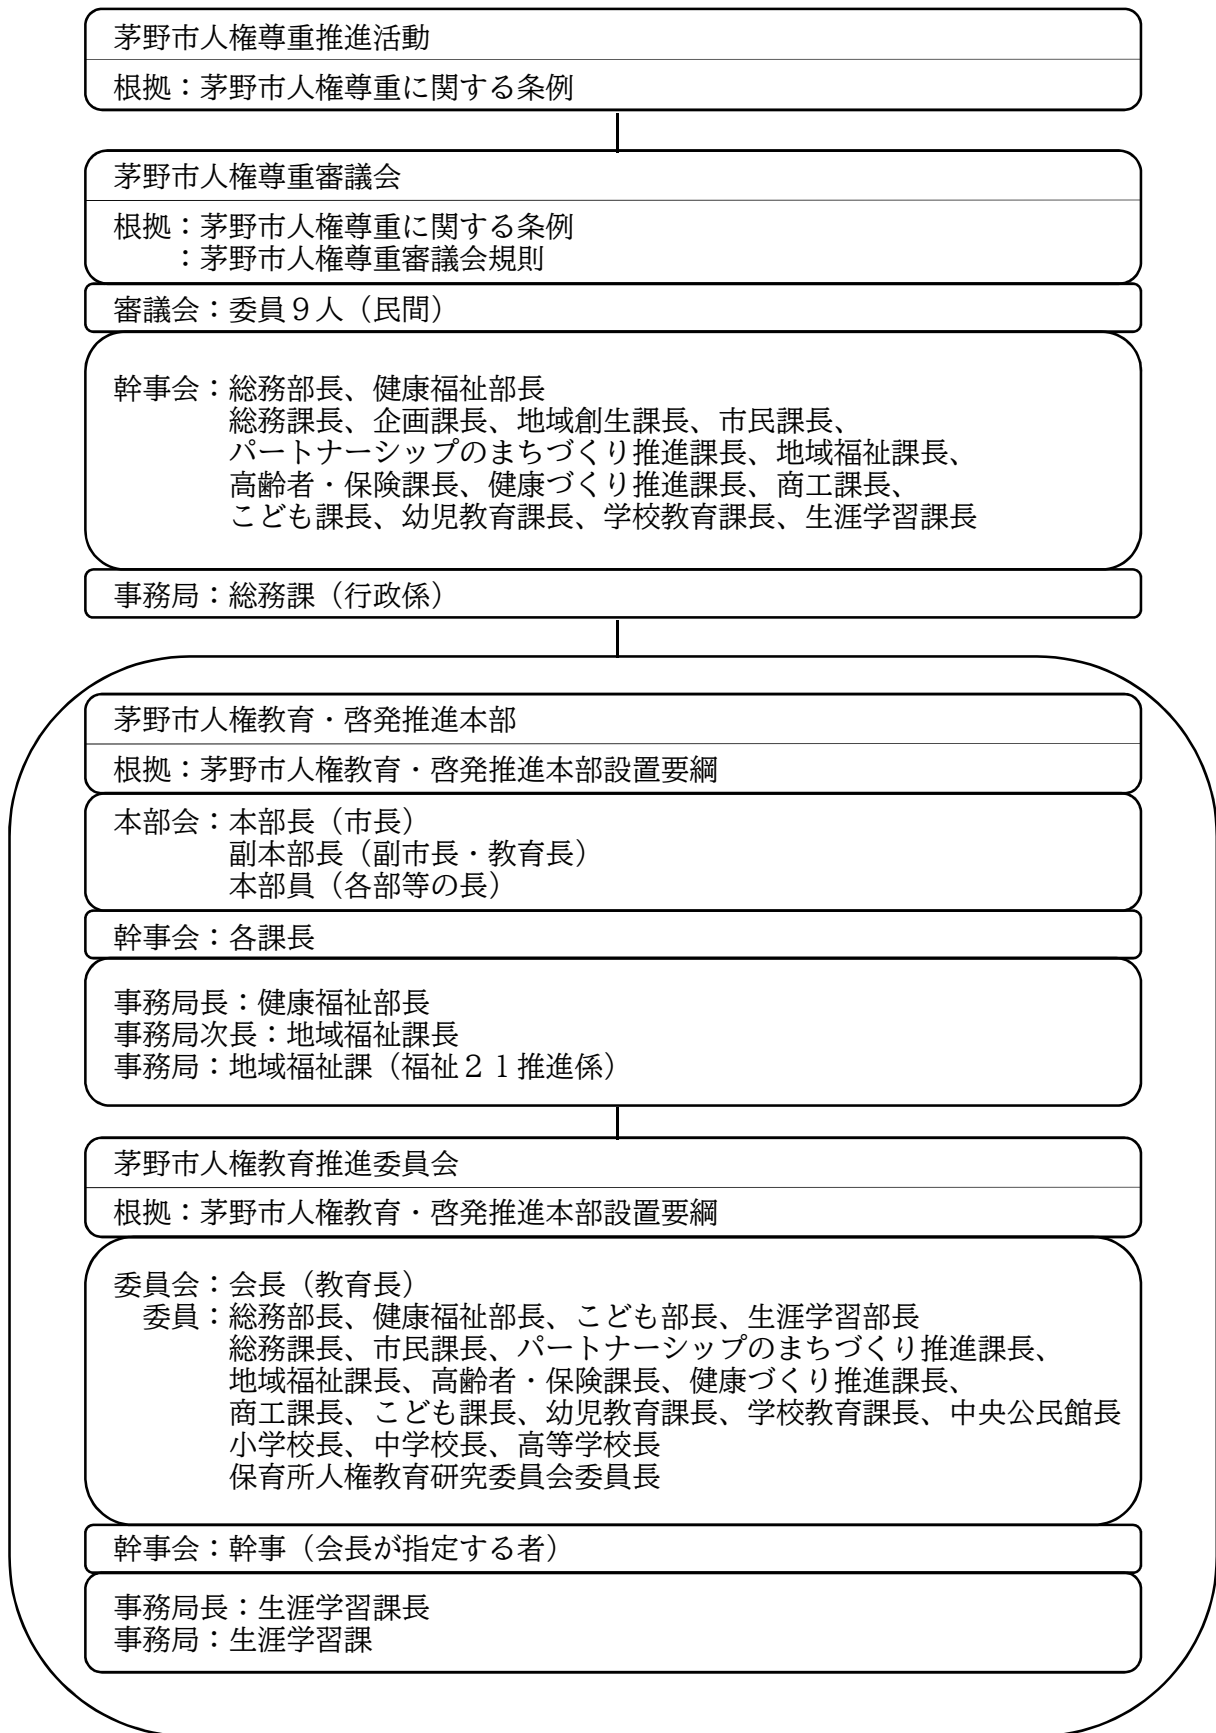 茅野市人権尊重推進活動
根拠：茅野市人権尊重に関する条例
茅野市人権尊重審議会
根拠：茅野市人権尊重に関する条例
：茅野市人権尊重審議会規則
審議会：委員９人（民間）
幹事会：総務部長、健康福祉部長
総務課長、企画課長、地域創生課長、市民課長、
パートナーシップのまちづくり推進課長、地域福祉課長、
高齢者・保険課長、健康づくり推進課長、商工課長、
こども課長、幼児教育課長、学校教育課長、生涯学習課長
事務局：総務課（行政係）
茅野市人権教育・啓発推進本部
根拠：茅野市人権教育・啓発推進本部設置要綱
本部会：本部長（市長）
副本部長（副市長・教育長）
本部員（各部等の長）
幹事会：各課長
事務局長：健康福祉部長
事務局次長：地域福祉課長
事務局：地域福祉課（福祉２１推進係）
茅野市人権教育推進委員会
根拠：茅野市人権教育・啓発推進本部設置要綱
委員会：会長（教育長）
委員：総務部長、健康福祉部長、こども部長、生涯学習部長
総務課長、市民課長、パートナーシップのまちづくり推進課長、
地域福祉課長、高齢者・保険課長、健康づくり推進課長、
商工課長、こども課長、幼児教育課長、学校教育課長、中央公民館長
小学校長、中学校長、高等学校長
保育所人権教育研究委員会委員長
幹事会：幹事（会長が指定する者）
事務局長：生涯学習課長
事務局：生涯学習課